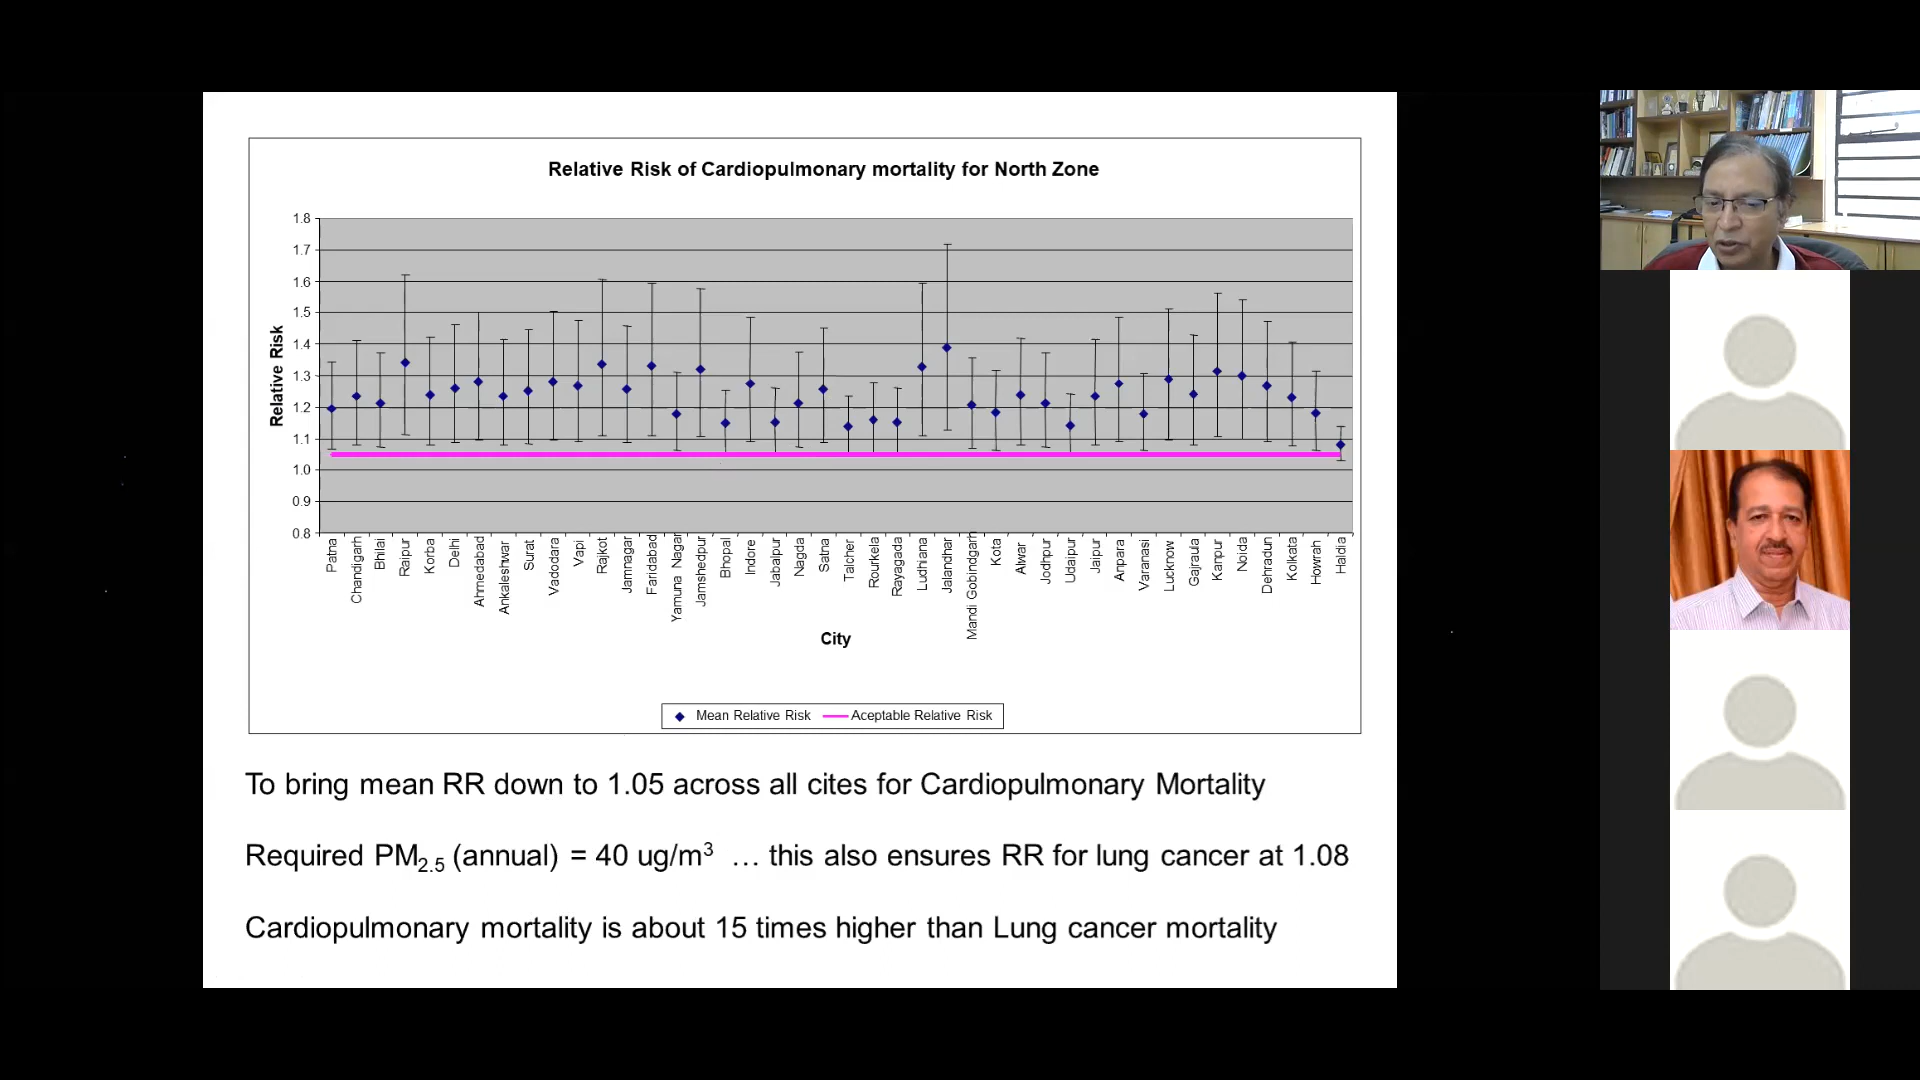 Relative Risk of Cardiopulmonary mortality for North Zone
1.8
1.7
1.6
1.5
1.4
1.3
1.2
1.1
1.0
0.9
0.8
Relative Risk
Patna
Chandigarh
Bhilai
Raipur
Korba
Delhi
Ahmedabad
Ankaleshwar
Surat
Vadodara
Vapi
Rajkot
Jamnagar
Faridabad
Yamuna Nagar
Jamshedpur
Bhopal
Indore
Jabalpur
Nagda
Satna
Talcher
Rourkela
Rayagada
Ludhiana
Jalandhar
Mandi Gobindgarh
Kota
Alwar
Jodhpur
Udaipur
Jaipur
Anpara
Varanasi
Lucknow
Gajraula
Kanpur
Noida
Dehradun
Kolkata
Howrah
Haldia
City
Mean Relative Risk Aceptable Relative Risk
To bring mean RR down to 1.05 across all cites for Cardiopulmonary Mortality
Required PM2.5 (annual) = 40 ug/m³ … this also ensures RR for lung cancer at 1.08
Cardiopulmonary mortality is about 15 times higher than Lung cancer mortality